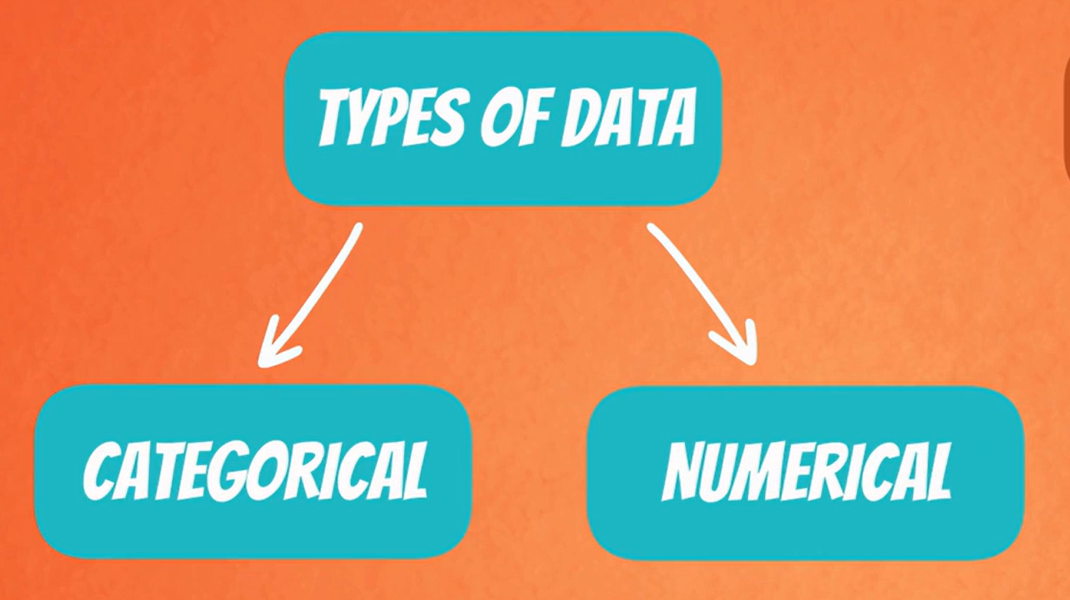 TYPES OF DATA
CATEGORICAL
NUMERICAL